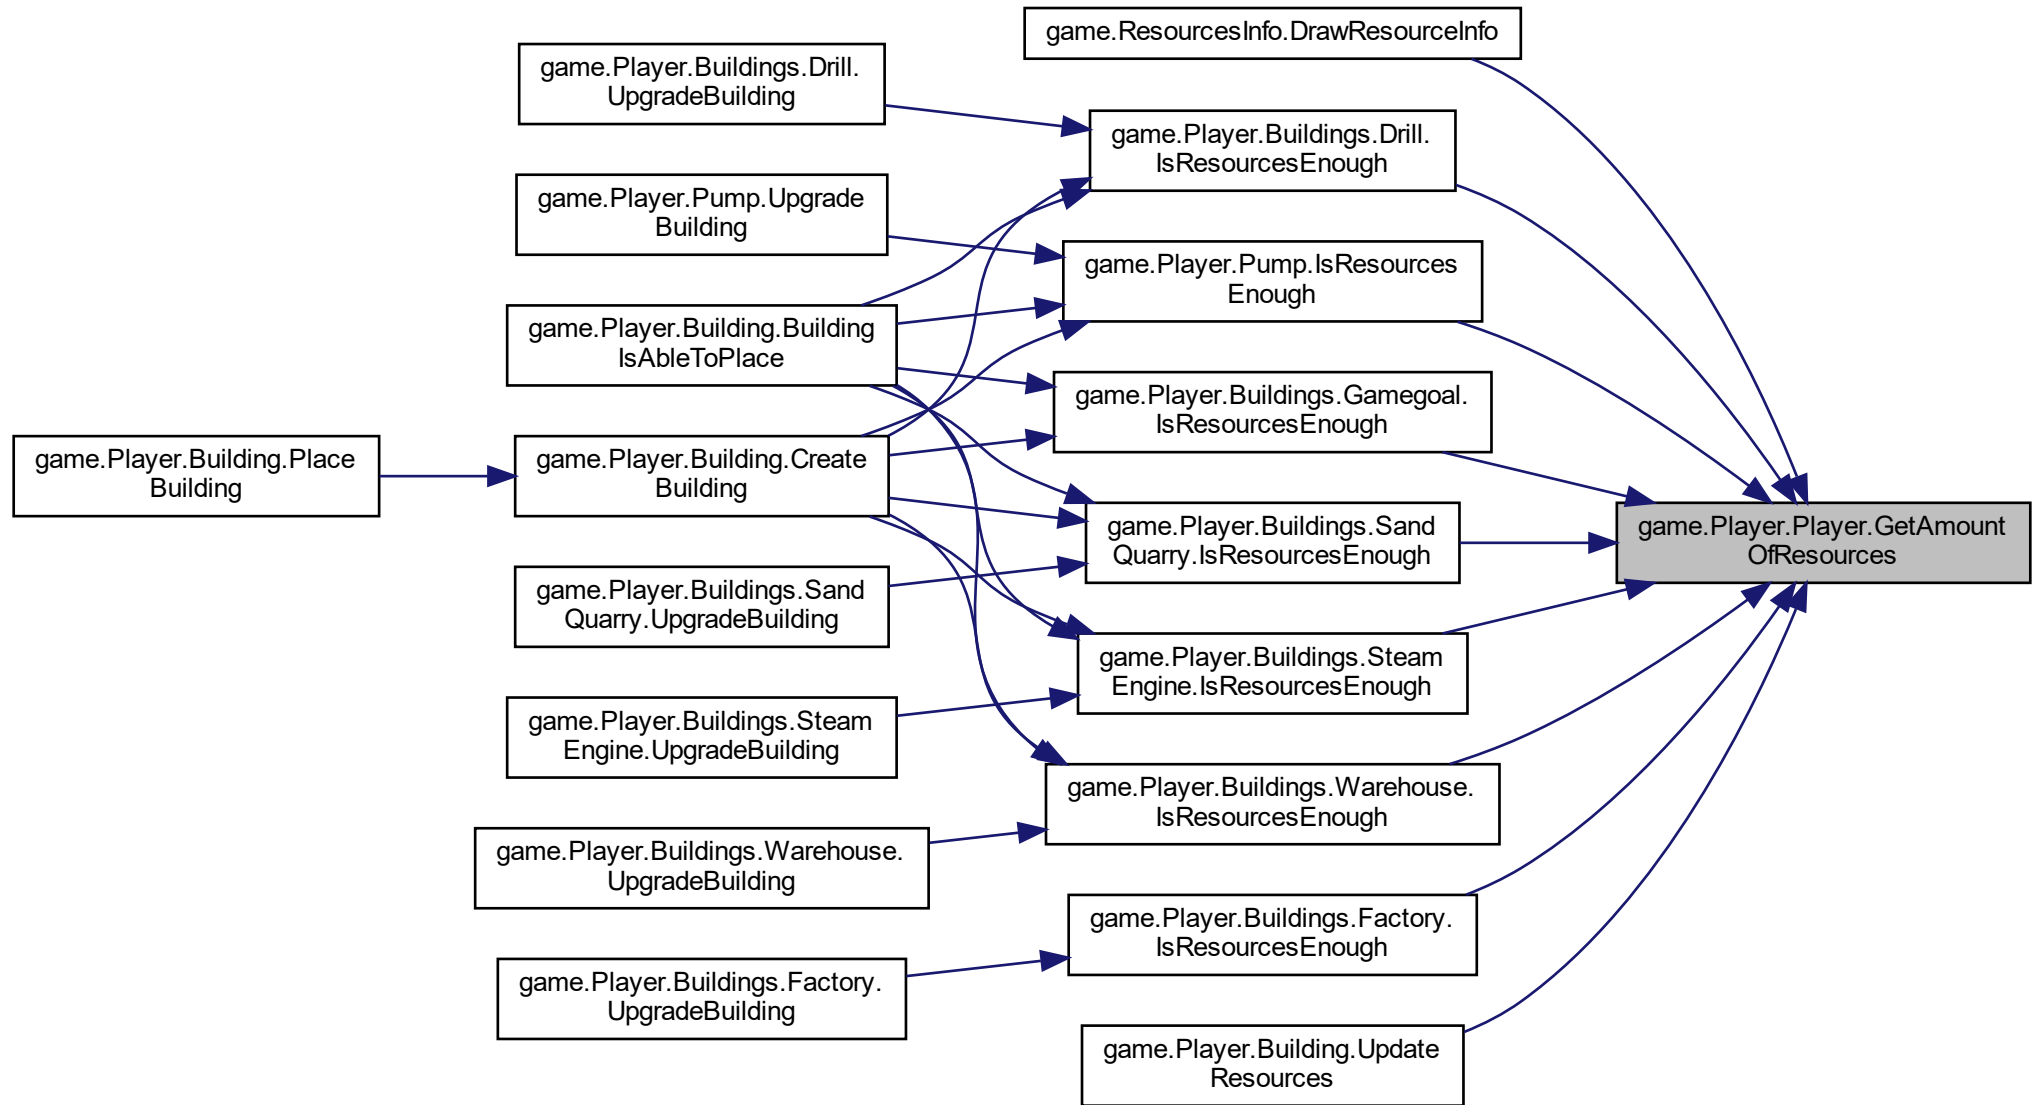 game.ResourcesInfo.DrawResourceInfo
game.Player.Buildings.Drill.
UpgradeBuilding
game.Player.Buildings.Drill.
IsResourcesEnough
game.Player.Pump.Upgrade
Building
game.Player.Pump.IsResources
Enough
game.Player.Building.Building
IsAbleToPlace
game.Player.Buildings.Gamegoal.
IsResourcesEnough
game.Player.Building.Place
Building
game.Player.Building.Create
Building
game.Player.Buildings.Sand
Quarry.IsResourcesEnough
game.Player.Player.GetAmount
OfResources
game.Player.Buildings.Sand
Quarry.UpgradeBuilding
game.Player.Buildings.Steam
Engine.IsResourcesEnough
game.Player.Buildings.Steam
Engine.UpgradeBuilding
game.Player.Buildings.Warehouse.
IsResourcesEnough
game.Player.Buildings.Warehouse.
UpgradeBuilding
game.Player.Buildings.Factory.
IsResourcesEnough
game.Player.Buildings.Factory.
UpgradeBuilding
game.Player.Building.Update
Resources